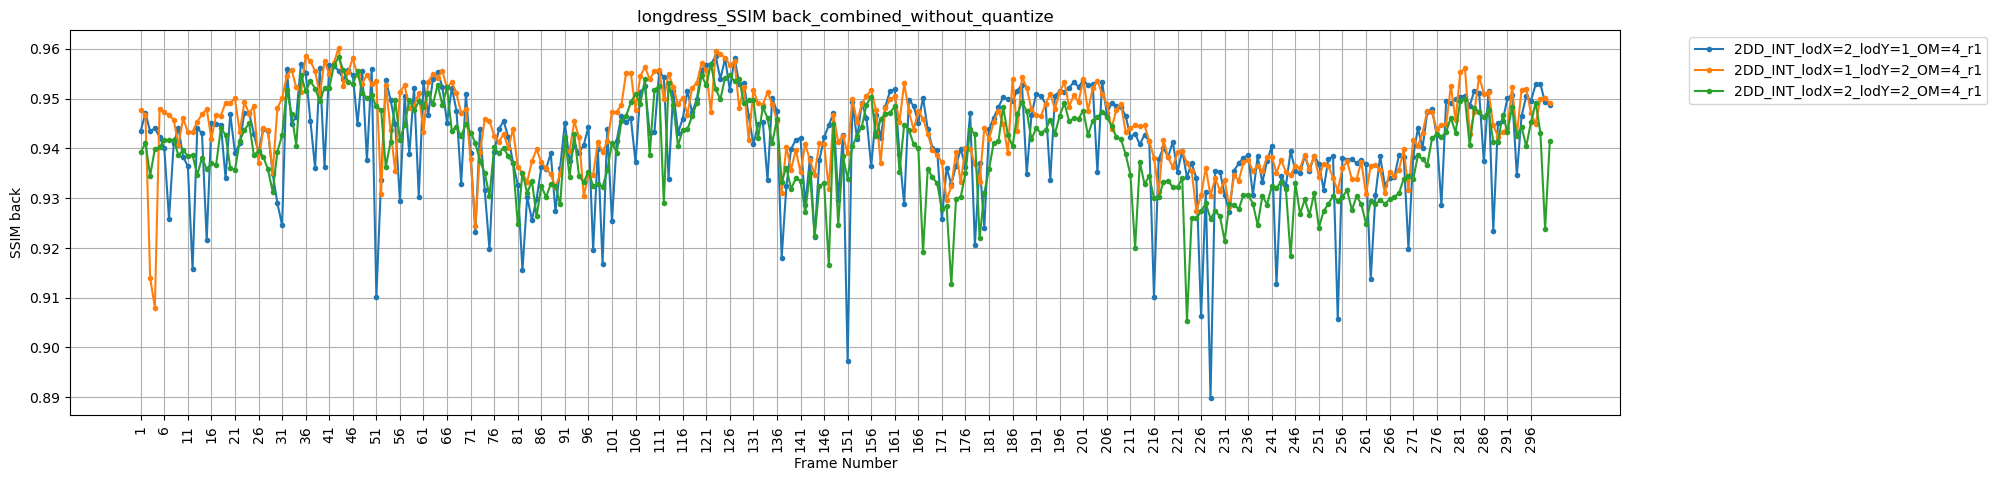 longdress_SSIM back_combined_without_quantize
2DD_INT_lodX=2_lodY=1_OM=4_r1
2DD_INT_lodX=1_lodY=2_OM=4_r1
2DD_INT_lodX=2_lodY=2_OM=4_r1
SSIM back
0.96
0.95
0.94
0.93
0.92
0.91
0.90
0.89
1 6 11 16 21 26 31 36 41 46 51 56 61 66 71 76 81 86 91 96 101 106 111 116 121 126 131 136 141 146 151 156 161 166 171 176 181 186 191 196 201 206 211 216 221 226 231 236 241 246 251 256 261 266 271 276 281 286 291 296
Frame Number